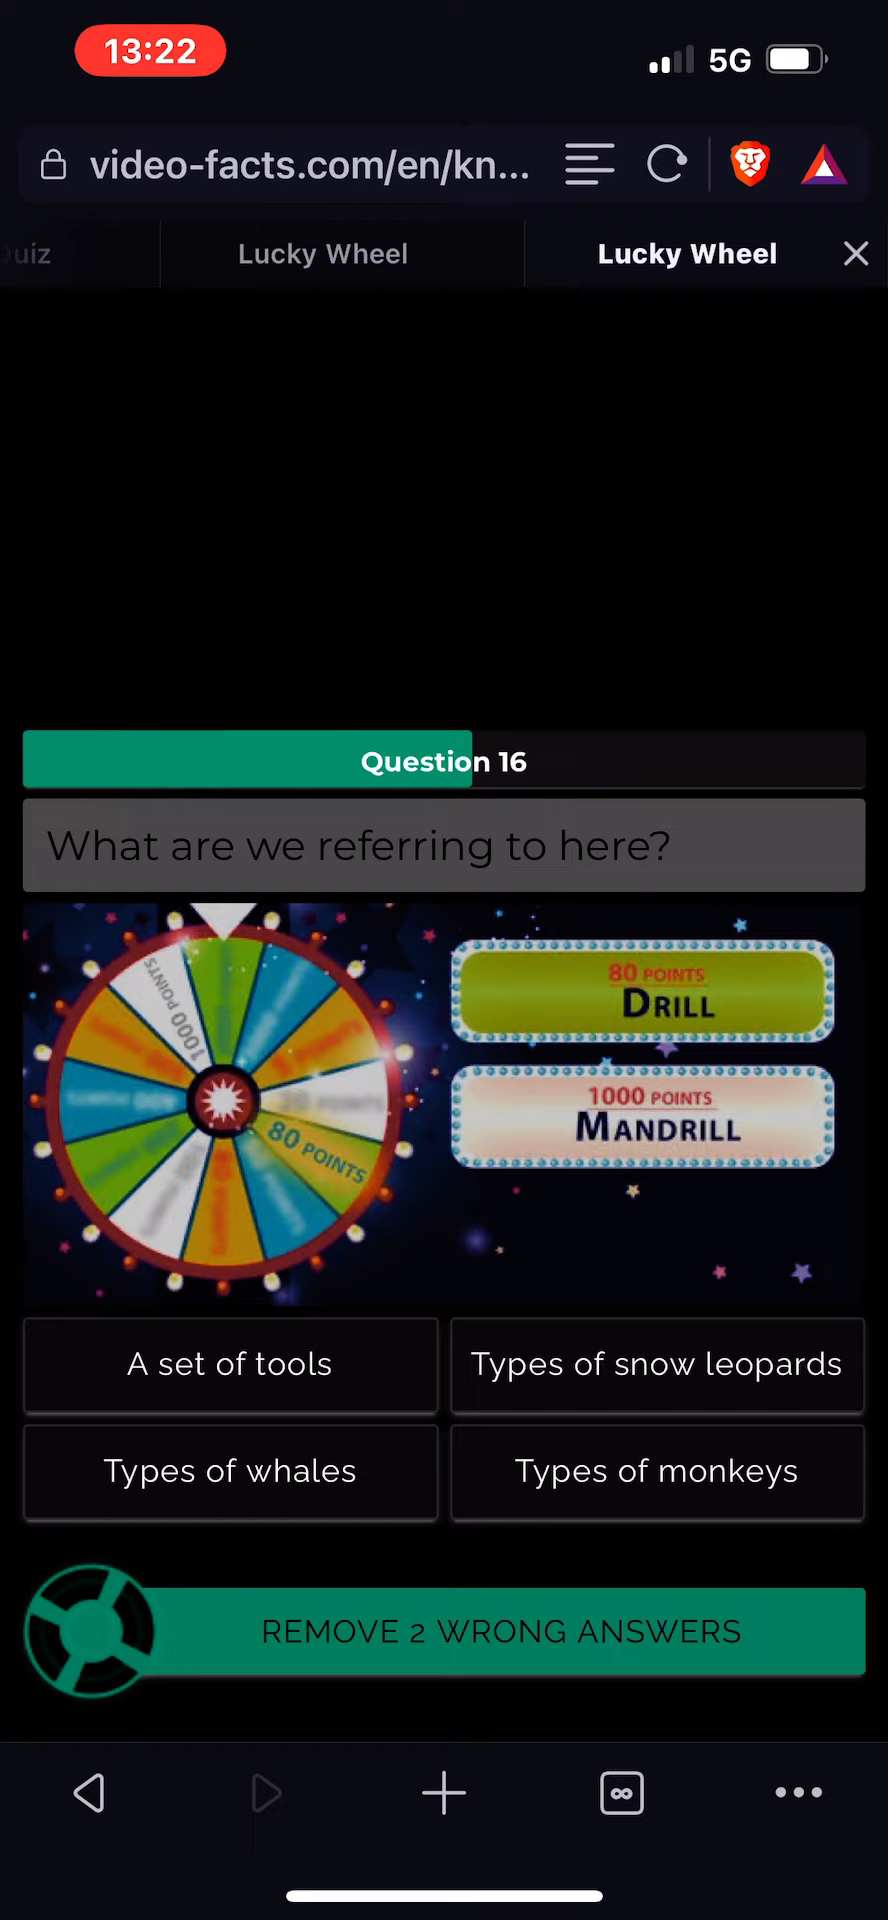 13:22
5G
video-facts.com/en/kn...
uiz
Lucky Wheel
Lucky Wheel
Question 16
What are we referring to here?
1000 POINTS
80 POINTS
80 POINTS
DRILL
1000 POINTS
MANDRILL
A set of tools
Types of snow leopards
Types of whales
Types of monkeys
REMOVE 2 WRONG ANSWERS